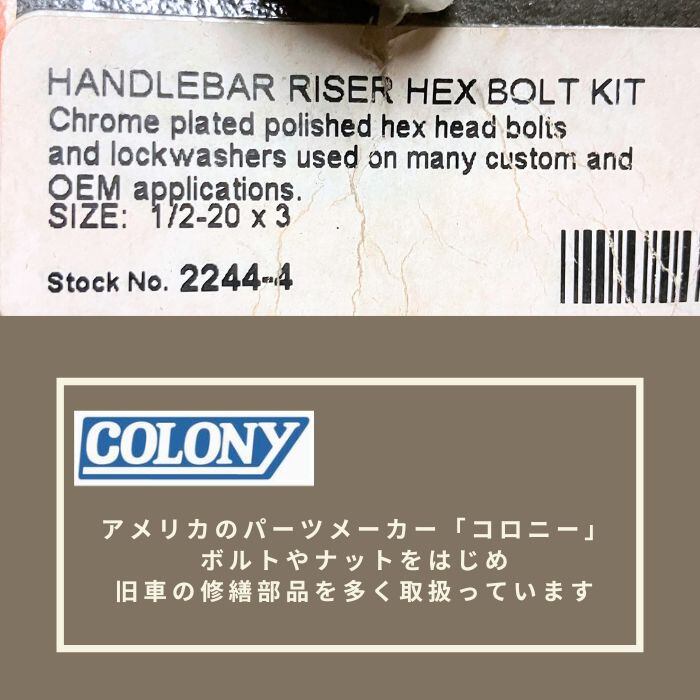 HANDLEBAR RISER HEX BOLT KIT
Chrome plated polished hex head bolts
and lockwashers used on many custom and
OEM applications.
SIZE: 1/2-20 x 3
Stock No. 2244-4
COLONY
アメリカのパーツメーカー「コロニー」
ボルトやナットをはじめ
旧車の修繕部品を多く取扱っています